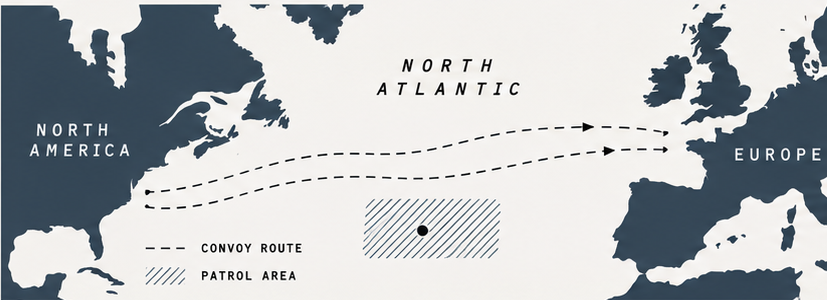 NORTH
ATLANTIC
NORTH
AMERICA
EUROPE
CONVOY ROUTE
PATROL AREA